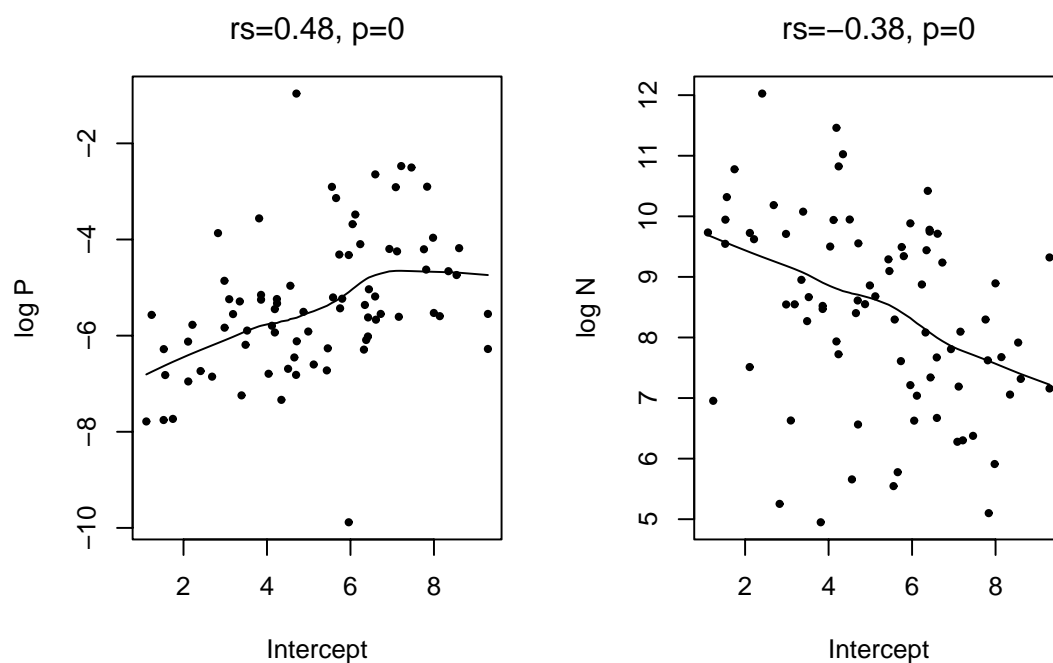 rs=0.48, p=0
log P
−2
−4
−6
−8
−10
2 4 6 8
Intercept
rs=−0.38, p=0
log N
12
11
10
9
8
7
6
5
2 4 6 8
Intercept